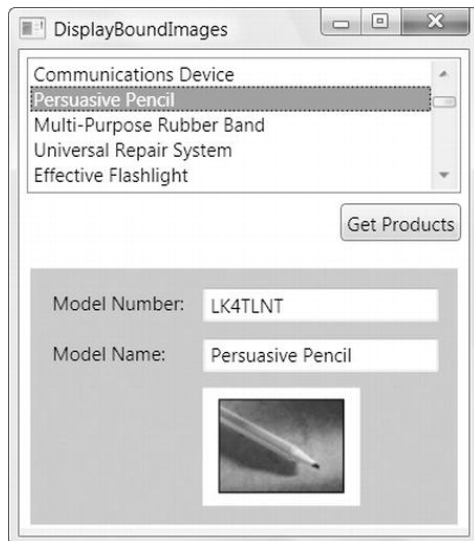 DisplayBoundImages
Communications Device
Persuasive Pencil
Multi-Purpose Rubber Band
Universal Repair System
Effective Flashlight
Get Products
Model Number: LK4TLNT
Model Name: Persuasive Pencil